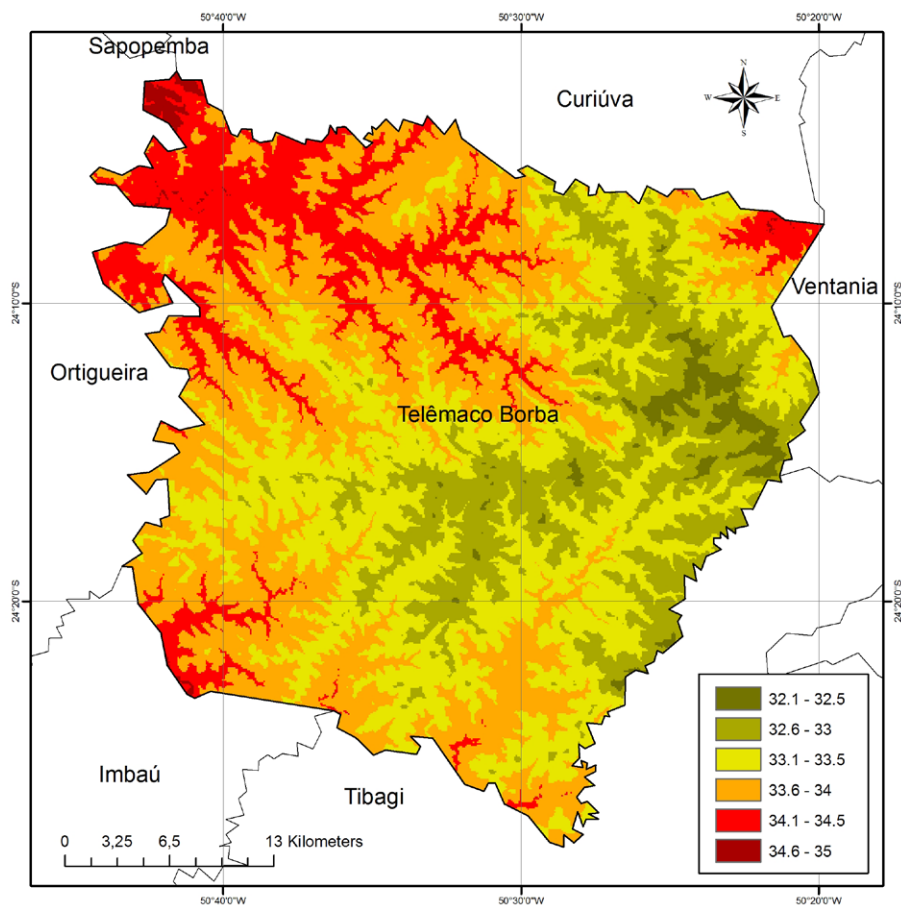 50°40'0"W 50°30'0"W 50°20'0"W
Sapopemba
Curiúva
N
W E
S
Ventania
24°10'0"S 24°10'0"S
Ortigueira
Telêmaco Borba
24°20'0"S 24°20'0"S
32.1 - 32.5
32.6 - 33
33.1 - 33.5
33.6 - 34
34.1 - 34.5
34.6 - 35
Imbaú
Tibagi
0 3,25 6,5 13 Kilometers
50°40'0"W 50°30'0"W 50°20'0"W